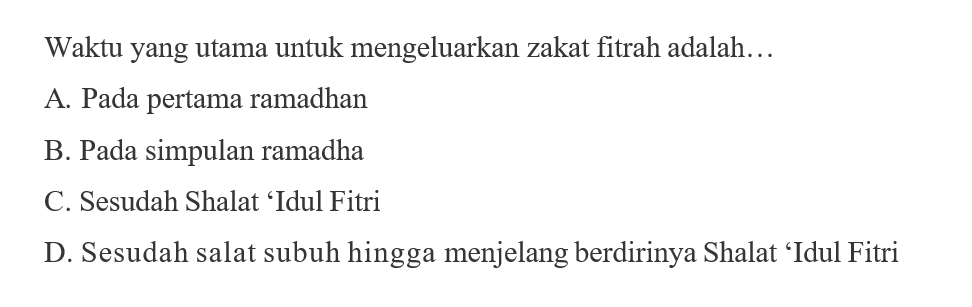 Waktu yang utama untuk mengeluarkan zakat fitrah adalah…
A. Pada pertama ramadhan
B. Pada simpulan ramadha
C. Sesudah Shalat ‘Idul Fitri
D. Sesudah salat subuh hingga menjelang berdirinya Shalat ‘Idul Fitri